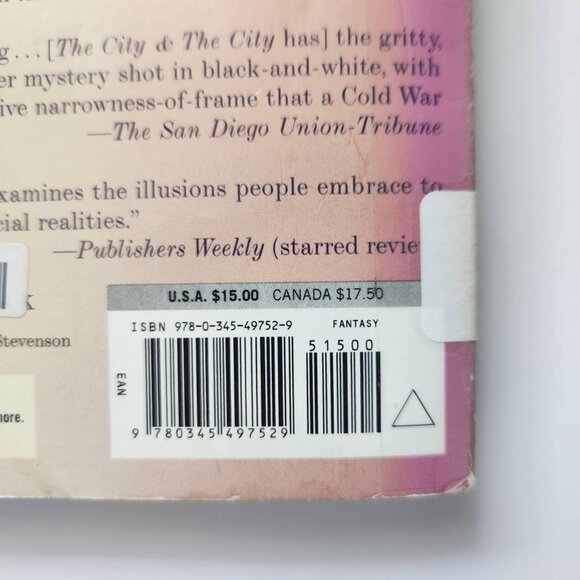 g . . . [The City & The City has] the gritty,
er mystery shot in black-and-white, with
ive narrowness-of-frame that a Cold War
—The San Diego Union-Tribune
xamines the illusions people embrace to
cial realities.”
—Publishers Weekly (starred revie
K
U.S.A. $15.00 CANADA $17.50
Stevenson
ISBN 978-0-345-49752-9 FANTASY
51500
EAN
more.
9 780345 497529